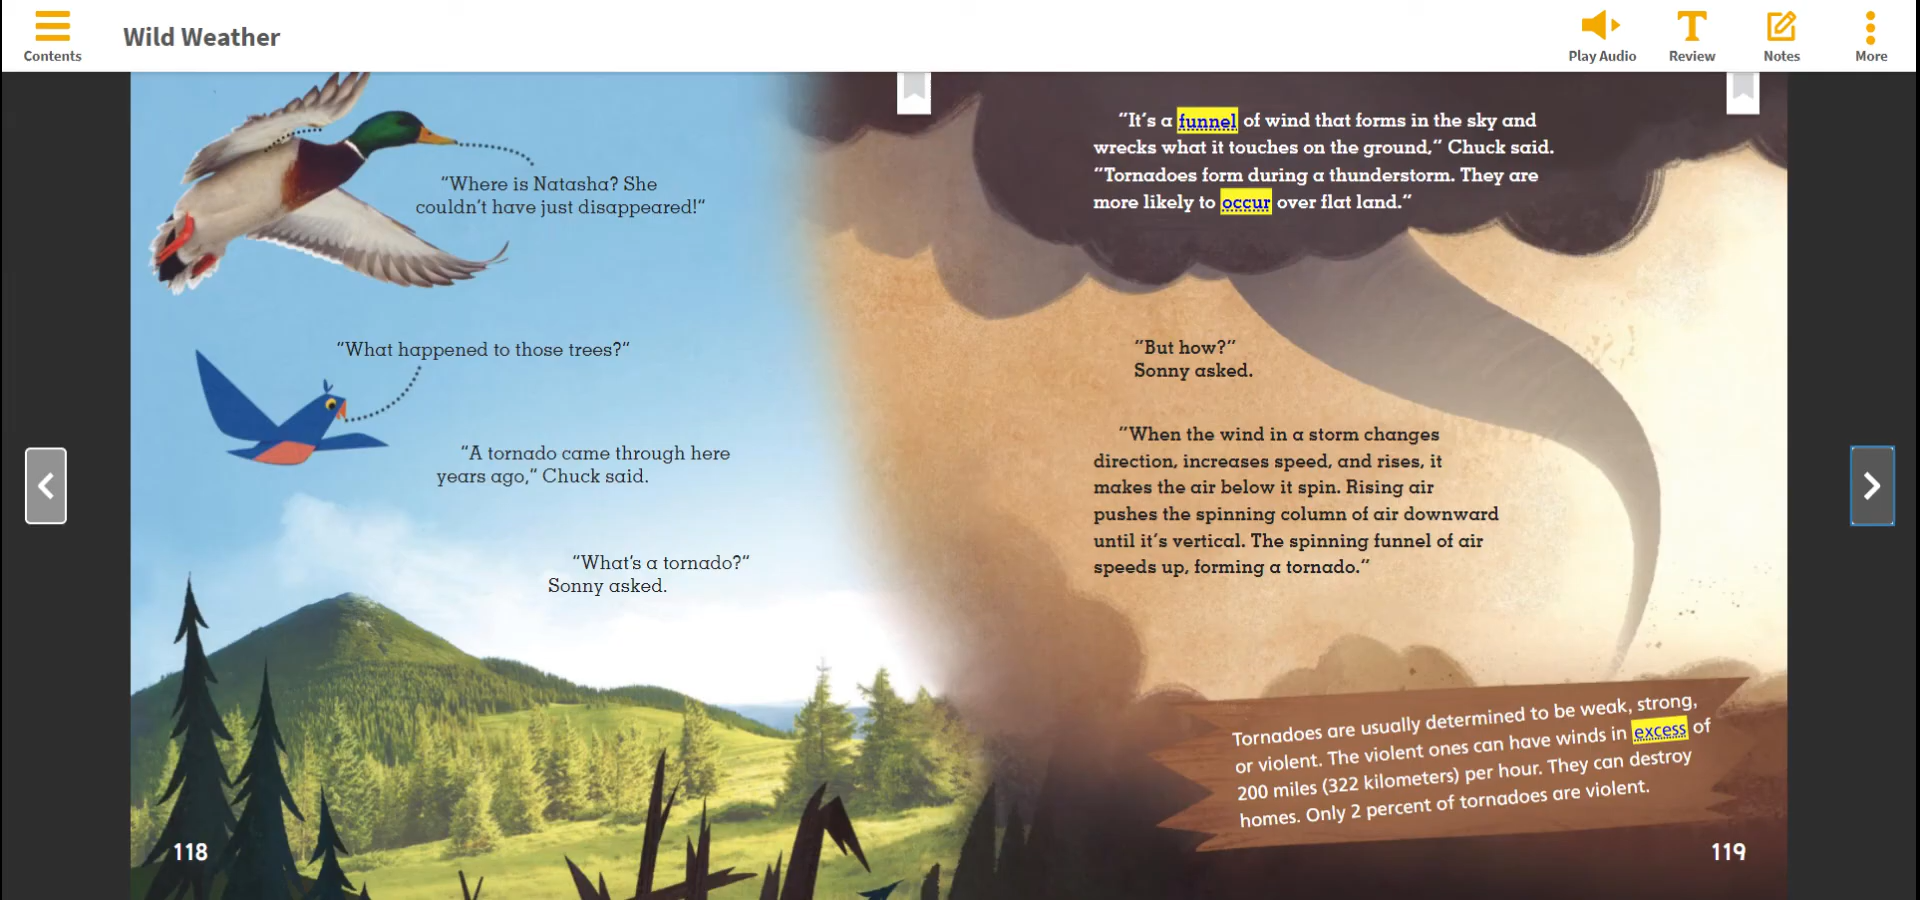 Contents
Wild Weather
Play Audio
Review
Notes
More
“Where is Natasha? She
couldn’t have just disappeared!”
“What happened to those trees?”
“A tornado came through here
years ago,” Chuck said.
“What’s a tornado?”
Sonny asked.
118
“It’s a funnel of wind that forms in the sky and
wrecks what it touches on the ground,” Chuck said.
“Tornadoes form during a thunderstorm. They are
more likely to occur over flat land.”
“But how?”
Sonny asked.
“When the wind in a storm changes
direction, increases speed, and rises, it
makes the air below it spin. Rising air
pushes the spinning column of air downward
until it’s vertical. The spinning funnel of air
speeds up, forming a tornado.”
Tornadoes are usually determined to be weak, strong,
or violent. The violent ones can have winds in excess of
200 miles (322 kilometers) per hour. They can destroy
homes. Only 2 percent of tornadoes are violent.
119